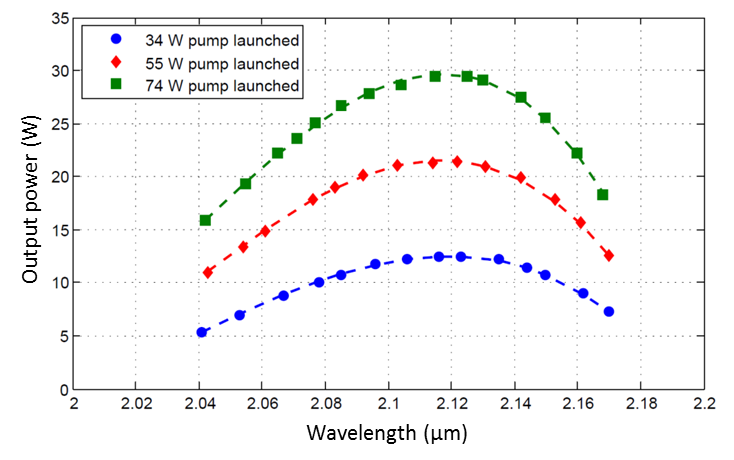 35
30
25
20
15
10
5
0
34 W pump launched
55 W pump launched
74 W pump launched
Output power (W)
2 2.02 2.04 2.06 2.08 2.1 2.12 2.14 2.16 2.18 2.2
Wavelength (μm)